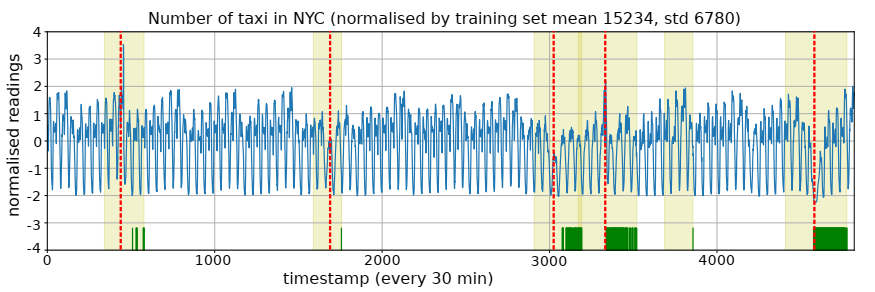 Number of taxi in NYC (normalised by training set mean 15234, std 6780)
normalised readings
4
3
2
1
0
-1
-2
-3
-4
0 1000 2000 3000 4000
timestamp (every 30 min)